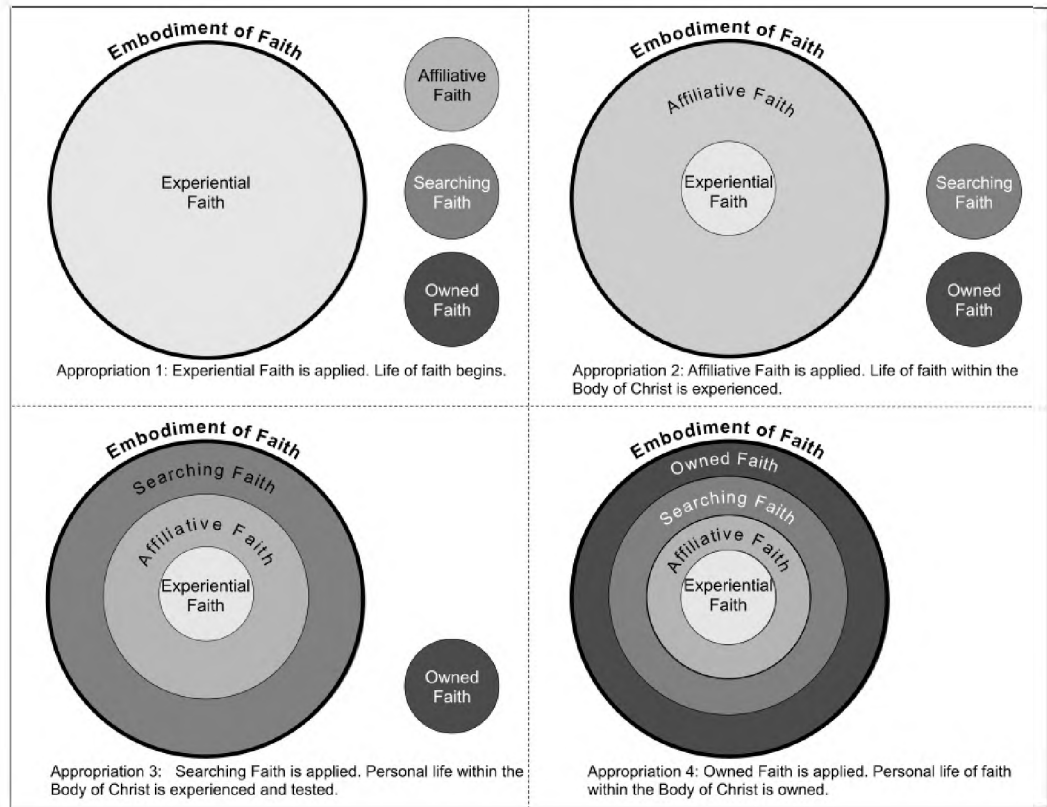 Embodiment of Faith
Experiential
Faith
Affiliative
Faith
Searching
Faith
Owned
Faith
Appropriation 1: Experiential Faith is applied. Life of faith begins.
Embodiment of Faith
Affiliative Faith
Experiential
Faith
Searching
Faith
Owned
Faith
Appropriation 2: Affiliative Faith is applied. Life of faith within the
Body of Christ is experienced.
Embodiment of Faith
Searching Faith
Affiliative Faith
Experiential
Faith
Owned
Faith
Appropriation 3: Searching Faith is applied. Personal life within the
Body of Christ is experienced and tested.
Embodiment of Faith
Owned Faith
Searching Faith
Affiliative Faith
Experiential
Faith
Appropriation 4: Owned Faith is applied. Personal life of faith
within the Body of Christ is owned.